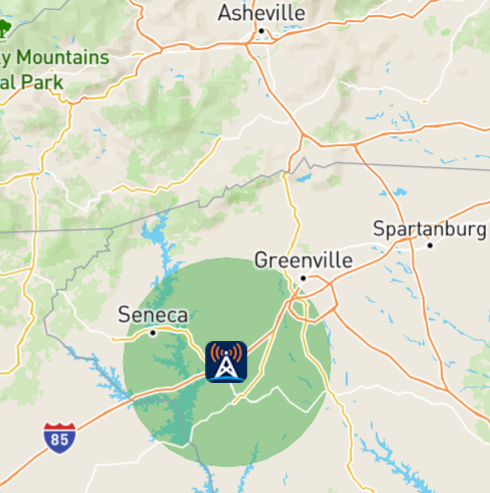 Asheville
y Mountains
al Park
Spartanburg
Greenville
Seneca
85